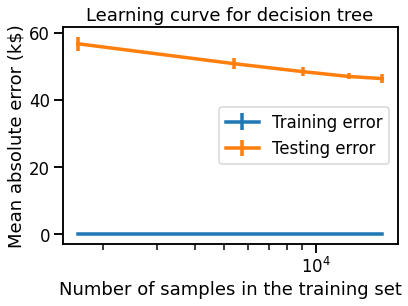 Learning curve for decision tree
Mean absolute error (k$)
60
40
20
0
Training error
Testing error
10⁴
Number of samples in the training set